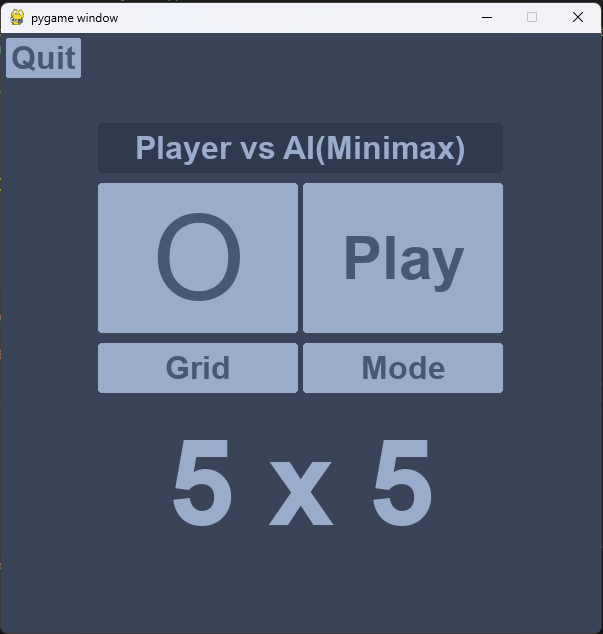 pygame window
Quit
Player vs AI(Minimax)
O Play
Grid Mode
5 x 5